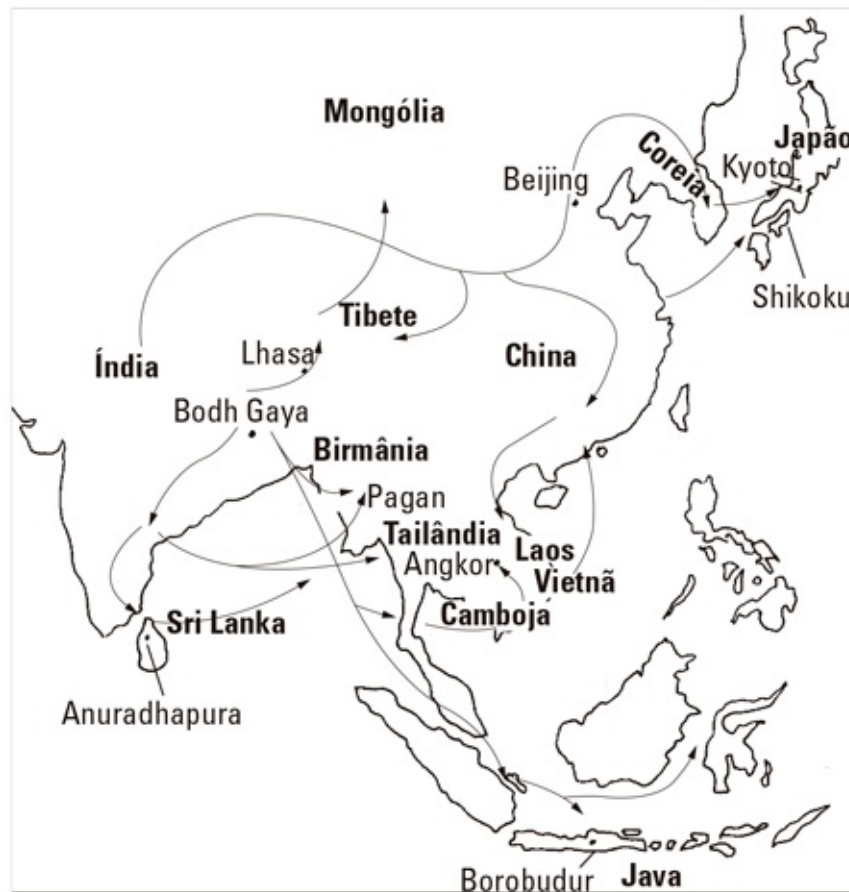 Mongólia
Japão
Coreia
Kyoto
Beijing
Shikoku
Tibete
Lhasa
China
Índia
Bodh Gaya
Birmânia
Pagan
Tailândia
Laos
Angkor
Vietnã
Camboja
Sri Lanka
Anuradhapura
Borobudur
Java